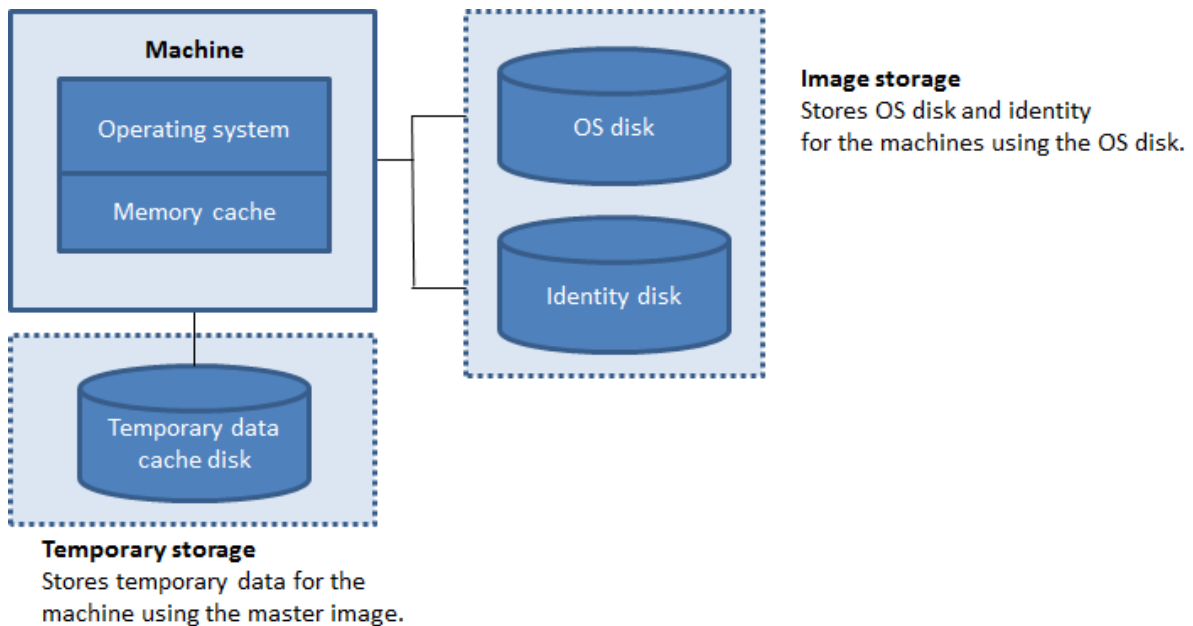 Machine
Operating system
Memory cache
OS disk
Identity disk
Image storage
Stores OS disk and identity
for the machines using the OS disk.
Temporary data
cache disk
Temporary storage
Stores temporary data for the
machine using the master image.